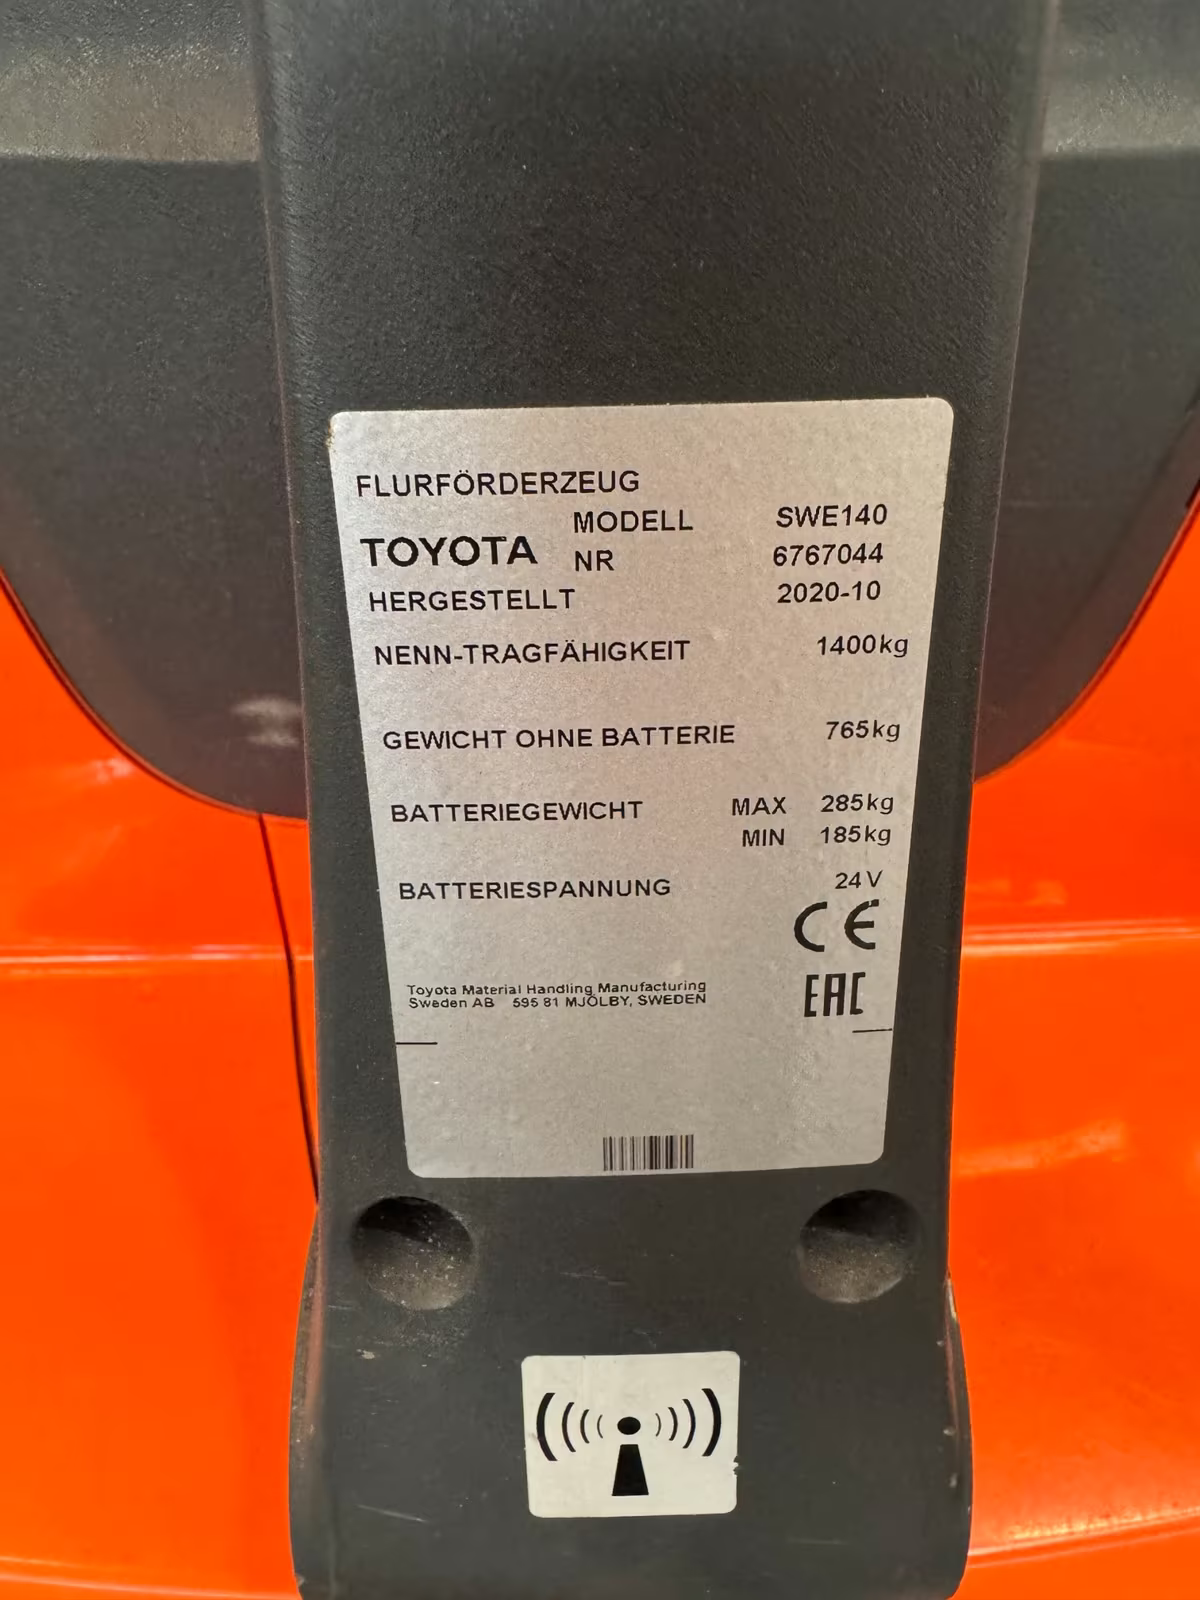 FLURFÖRDERZEUG
MODELL SWE140
TOYOTA NR 6767044
HERGESTELLT 2020-10
NENN-TRAGFÄHIGKEIT 1400kg
GEWICHT OHNE BATTERIE 765kg
BATTERIEGEWICHT MAX 285kg
MIN 185kg
BATTERIESPANNUNG 24V
CE
Toyota Material Handling Manufacturing
Sweden AB 595 81 MJÖLBY, SWEDEN
EAC